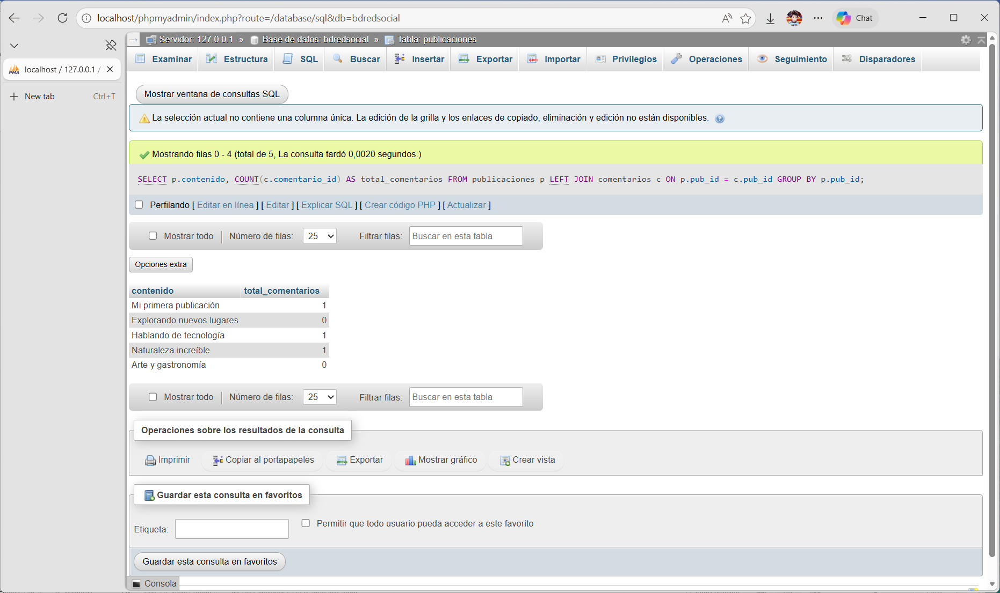 localhost/phpmyadmin/index.php?route=/database/sql&db=bdredsocial
Chat
localhost / 127.0.0.1 /
New tab Ctrl+T
Servidor: 127.0.0.1 » Base de datos: bdredsocial » Tabla: publicaciones
Examinar Estructura SQL Buscar Insertar Exportar Importar Privilegios Operaciones Seguimiento Disparadores
Mostrar ventana de consultas SQL
La selección actual no contiene una columna única. La edición de la grilla y los enlaces de copiado, eliminación y edición no están disponibles.
Mostrando filas 0 - 4 (total de 5, La consulta tardó 0,0020 segundos.)
SELECT p.contenido, COUNT(c.comentario_id) AS total_comentarios FROM publicaciones p LEFT JOIN comentarios c ON p.pub_id = c.pub_id GROUP BY p.pub_id;
Perfilando [ Editar en línea ] [ Editar ] [ Explicar SQL ] [ Crear código PHP ] [ Actualizar ]
Mostrar todo | Número de filas: 25 Filtrar filas: Buscar en esta tabla
Opciones extra
contenido total_comentarios
Mi primera publicación 1
Explorando nuevos lugares 0
Hablando de tecnología 1
Naturaleza increíble 1
Arte y gastronomía 0
Mostrar todo | Número de filas: 25 Filtrar filas: Buscar en esta tabla
Operaciones sobre los resultados de la consulta
Imprimir Copiar al portapapeles Exportar Mostrar gráfico Crear vista
Guardar esta consulta en favoritos
Etiqueta: Permitir que todo usuario pueda acceder a este favorito
Guardar esta consulta en favoritos
Consola